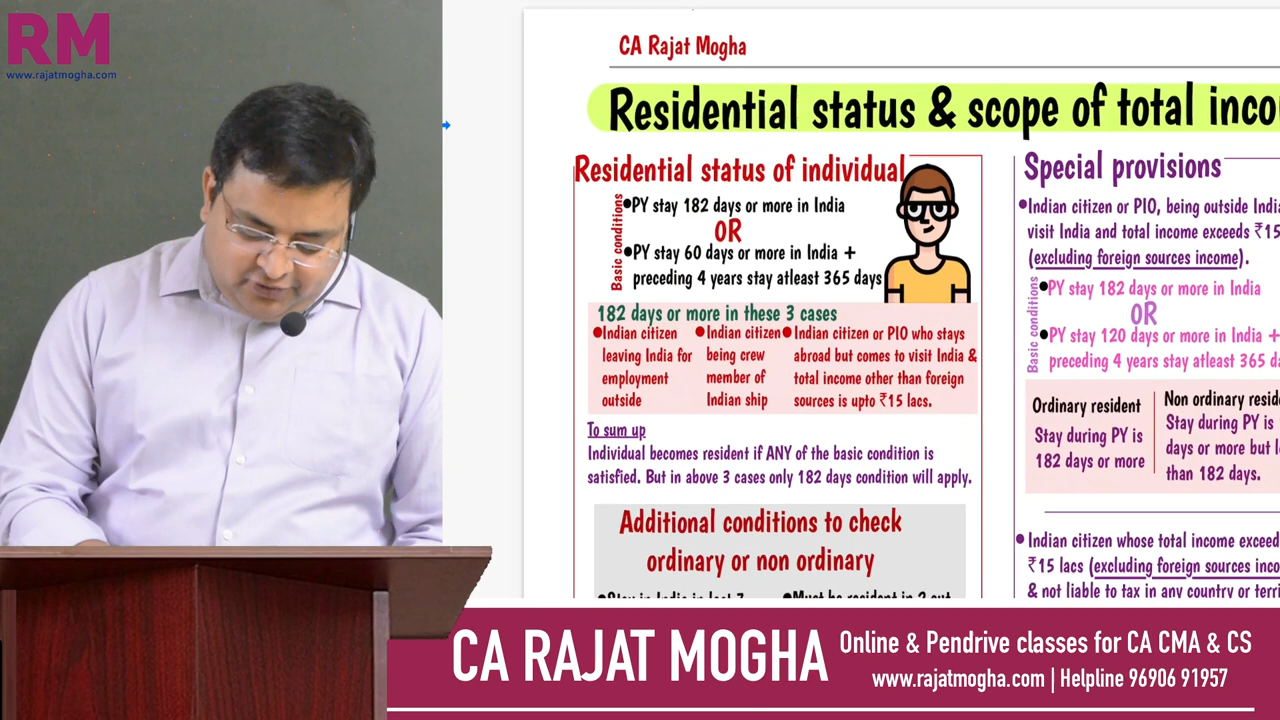 RM
www.rajatmogha.com
CA Rajat Mogha
Residential status & scope of total inco
Residential status of individual
Basic conditions
●PY stay 182 days or more in India
OR
●PY stay 60 days or more in India +
preceding 4 years stay atleast 365 days
182 days or more in these 3 cases
●Indian citizen
leaving India for
employment
outside
●Indian citizen
being crew
member of
Indian ship
●Indian citizen or PIO who stays
abroad but comes to visit India &
total income other than foreign
sources is upto ₹15 lacs.
To sum up
Individual becomes resident if ANY of the basic condition is
satisfied. But in above 3 cases only 182 days condition will apply.
Additional conditions to check
ordinary or non ordinary
Special provisions
●Indian citizen or PIO, being outside India
visit India and total income exceeds ₹15
(excluding foreign sources income).
Basic conditions
●PY stay 182 days or more in India
OR
●PY stay 120 days or more in India +
preceding 4 years stay atleast 365 da
Ordinary resident
Stay during PY is
182 days or more
Non ordinary resid
Stay during PY is
days or more but l
than 182 days.
●Indian citizen whose total income exceed
₹15 lacs (excluding foreign sources inco
& not liable to tax in any country or terri
CA RAJAT MOGHA
Online & Pendrive classes for CA CMA & CS
www.rajatmogha.com | Helpline 96906 91957